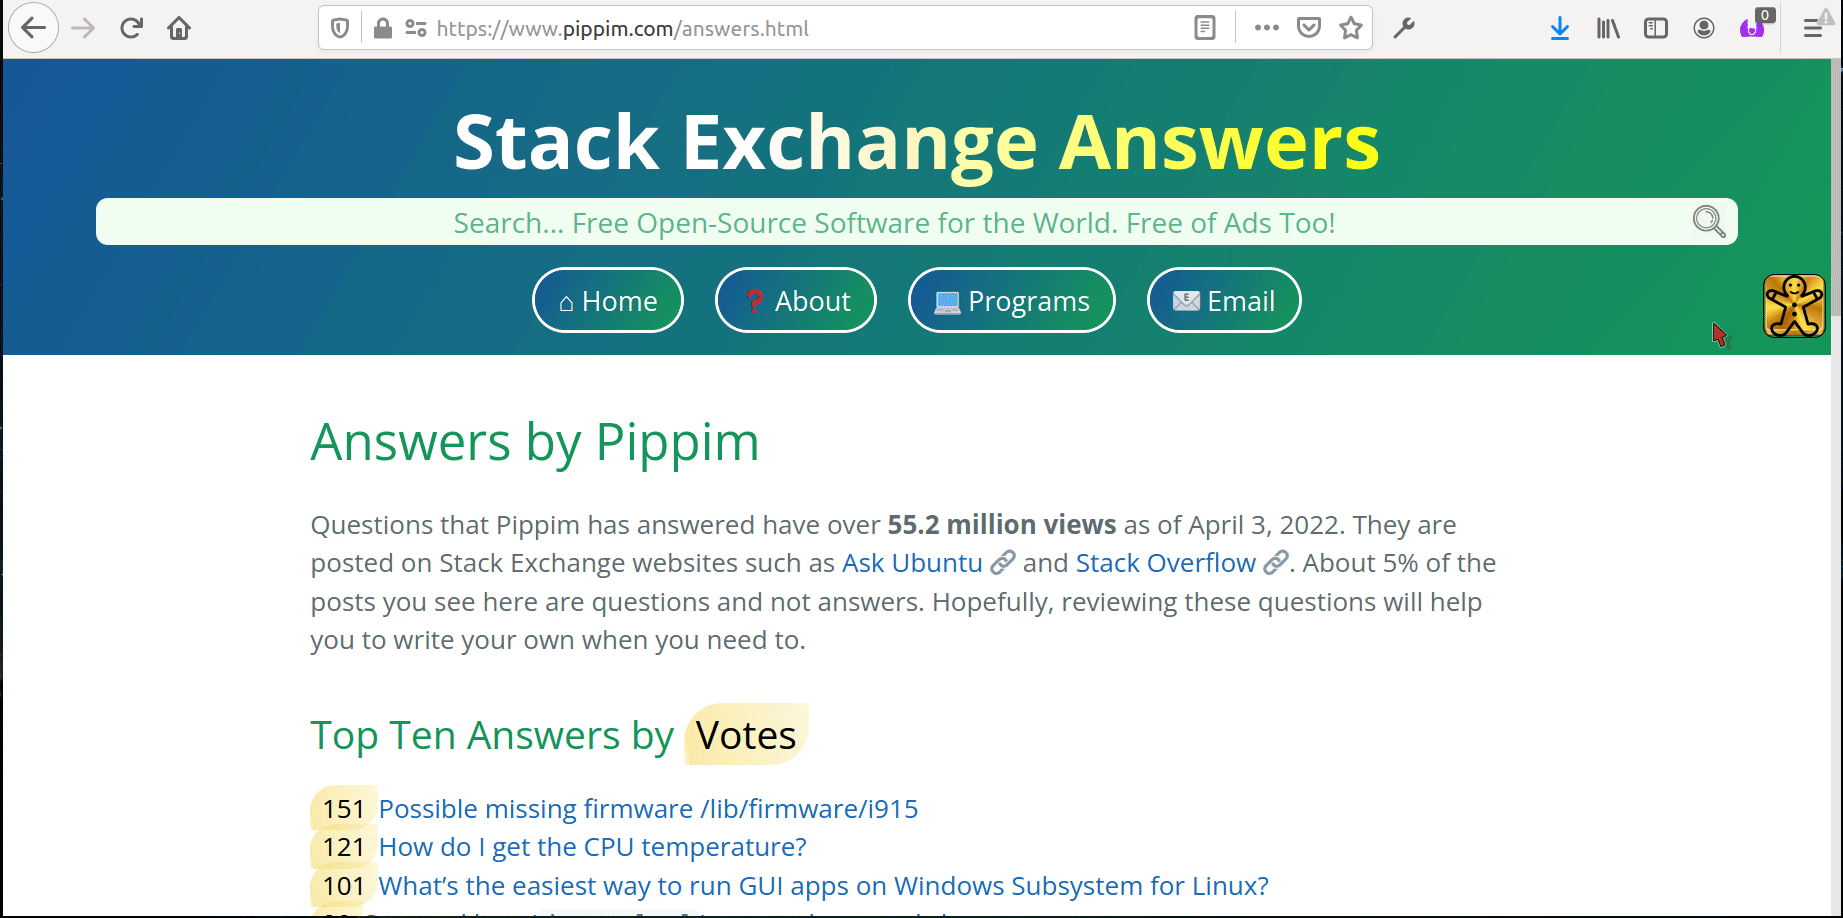 https://www.pippim.com/answers.html
0
Stack Exchange Answers
Search... Free Open-Source Software for the World. Free of Ads Too!
⌂ Home
❓ About
💻 Programs
📧 Email
Answers by Pippim
Questions that Pippim has answered have over 55.2 million views as of April 3, 2022. They are
posted on Stack Exchange websites such as Ask Ubuntu 🔗 and Stack Overflow 🔗. About 5% of the
posts you see here are questions and not answers. Hopefully, reviewing these questions will help
you to write your own when you need to.
Top Ten Answers by Votes
151 Possible missing firmware /lib/firmware/i915
121 How do I get the CPU temperature?
101 What’s the easiest way to run GUI apps on Windows Subsystem for Linux?